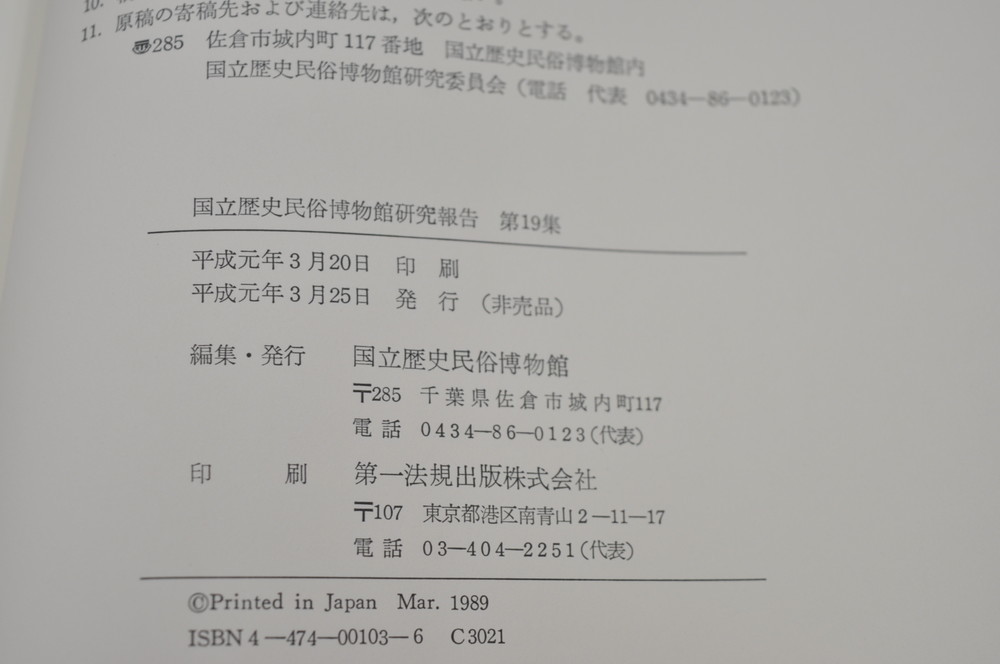 10.
11. 原稿の寄稿先および連絡先は，次のとおりとする。
〠285 佐倉市城内町117番地 国立歴史民俗博物館内
国立歴史民俗博物館研究委員会（電話 代表 0434—86—0123）
国立歴史民俗博物館研究報告 第19集
平成元年3月20日 印 刷
平成元年3月25日 発 行 （非売品）
編集・発行 国立歴史民俗博物館
〒285 千葉県佐倉市城内町117
電 話 0434—86—0123（代表）
印 刷 第一法規出版株式会社
〒107 東京都港区南青山2—11—17
電 話 03—404—2251（代表）
©Printed in Japan Mar. 1989
ISBN4—474—00103—6 C3021